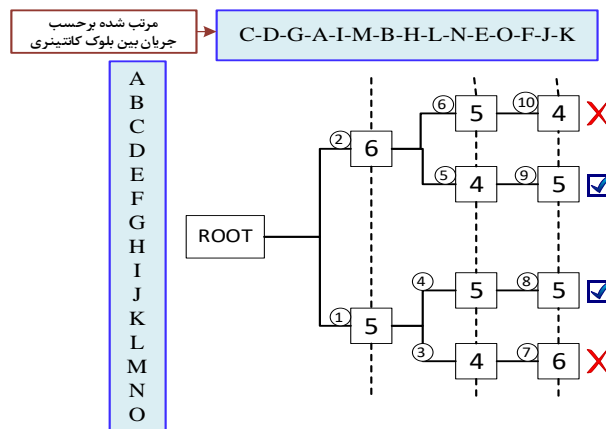 مرتب شده برحسب
جریان بین بلوک کانتینری
C-D-G-A-I-M-B-H-L-N-E-O-F-J-K
A
B
C
D
E
F
G
H
I
J
K
L
M
N
O
ROOT
2
6
6
5
10
4
5
4
9
5
1
5
4
5
8
5
3
4
7
6